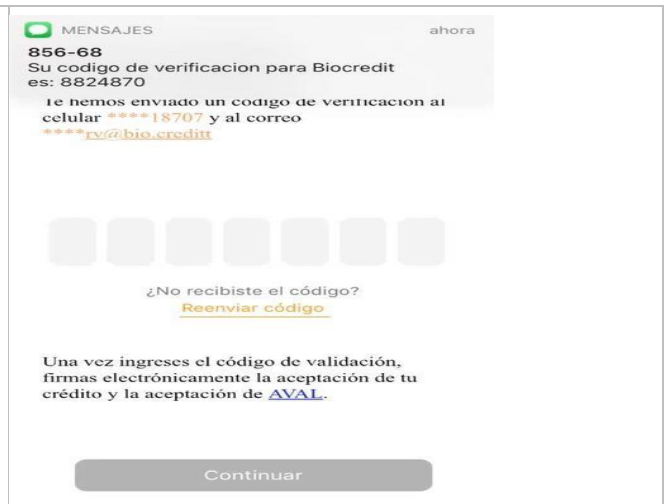 MENSAJES ahora
856-68
Su codigo de verificacion para Biocredit
es: 8824870
Te hemos enviado un codigo de verificacion al
celular ****18707 y al correo
****rv@bio.creditt
¿No recibiste el código?
Reenviar código
Una vez ingreses el código de validación,
firmas electrónicamente la aceptación de tu
crédito y la aceptación de AVAL.
Continuar